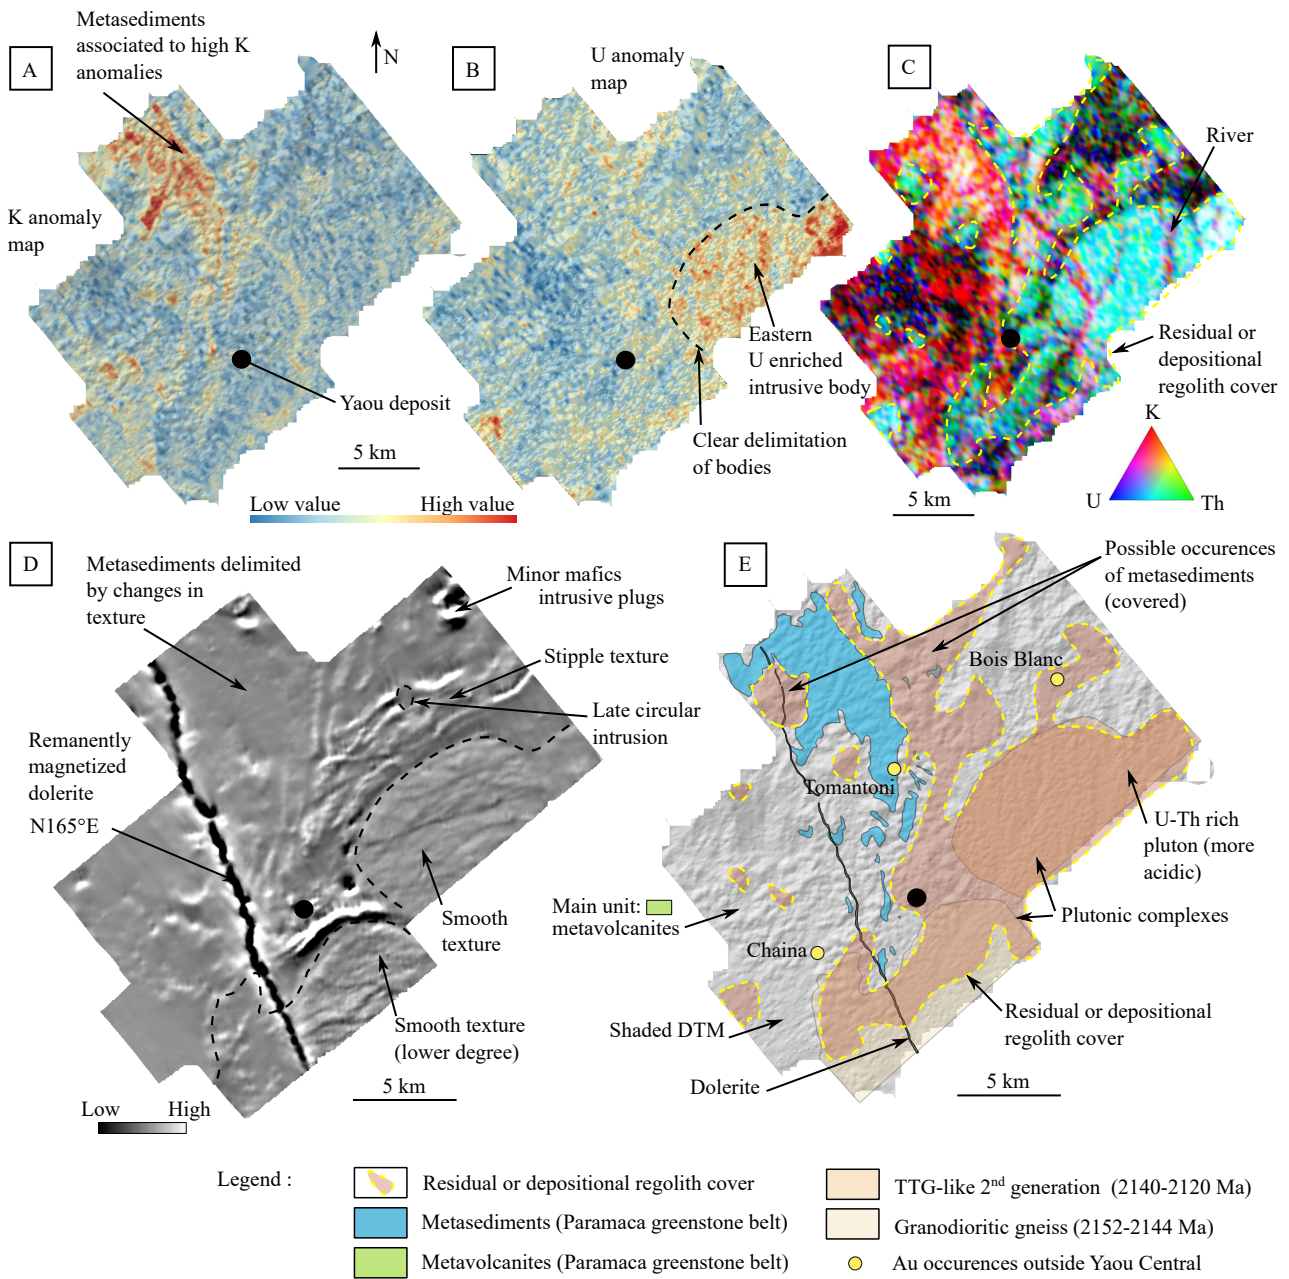 Metasediments
associated to high K
anomalies
A
N
K anomaly
map
Yaou deposit
5 km
Low value
High value
B
U anomaly
map
Eastern
U enriched
intrusive body
Clear delimitation
of bodies
C
River
Residual or
depositional
regolith cover
K
U
Th
5 km
D
Metasediments delimited
by changes in
texture
Minor mafics
intrusive plugs
Stipple texture
Late circular
intrusion
Remanently
magnetized
dolerite
N165°E
Smooth
texture
Smooth texture
(lower degree)
5 km
Low
High
E
Possible occurences
of metasediments
(covered)
Bois Blanc
Tomantoni
U-Th rich
pluton (more
acidic)
Main unit:
metavolcanites
Plutonic complexes
Chaina
Shaded DTM
Residual or depositional
regolith cover
Dolerite
5 km
Legend :
Residual or depositional regolith cover
Metasediments (Paramaca greenstone belt)
Metavolcanites (Paramaca greenstone belt)
TTG-like 2nd generation (2140-2120 Ma)
Granodioritic gneiss (2152-2144 Ma)
Au occurences outside Yaou Central